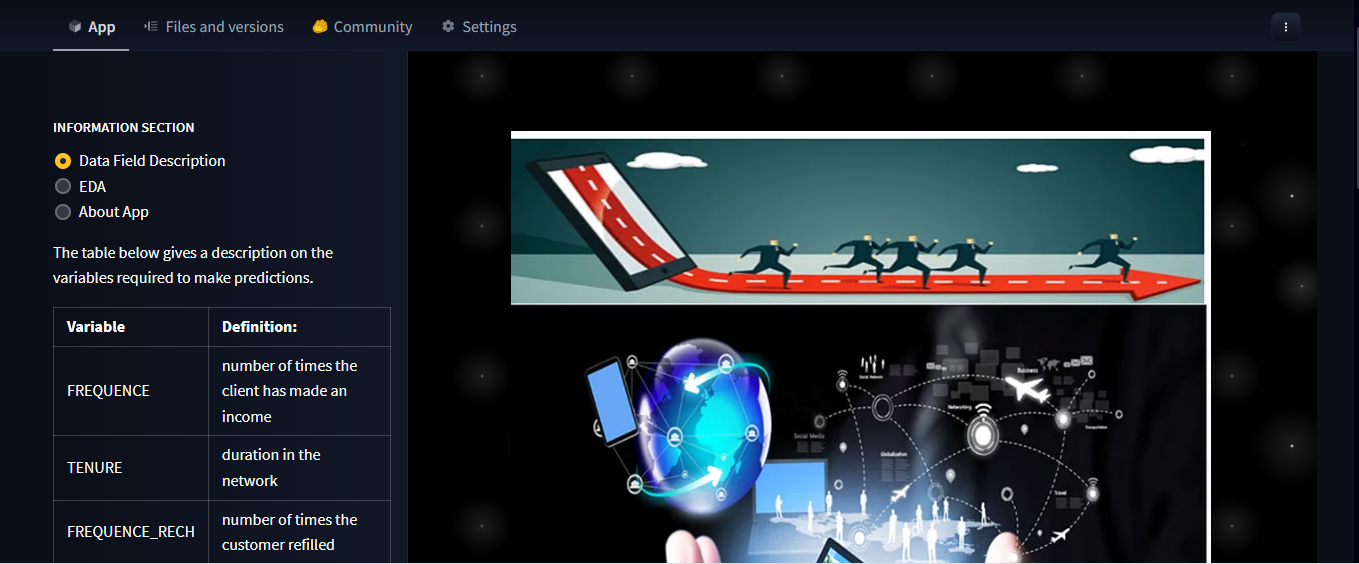 App
Files and versions
Community
Settings
INFORMATION SECTION
Data Field Description
EDA
About App
The table below gives a description on the
variables required to make predictions.
Variable
Definition:
FREQUENCE
number of times the
client has made an
income
TENURE
duration in the
network
FREQUENCE_RECH
number of times the
customer refilled
Social Network
Business
Networking
Social Media
Globalization
Transportation
Travel